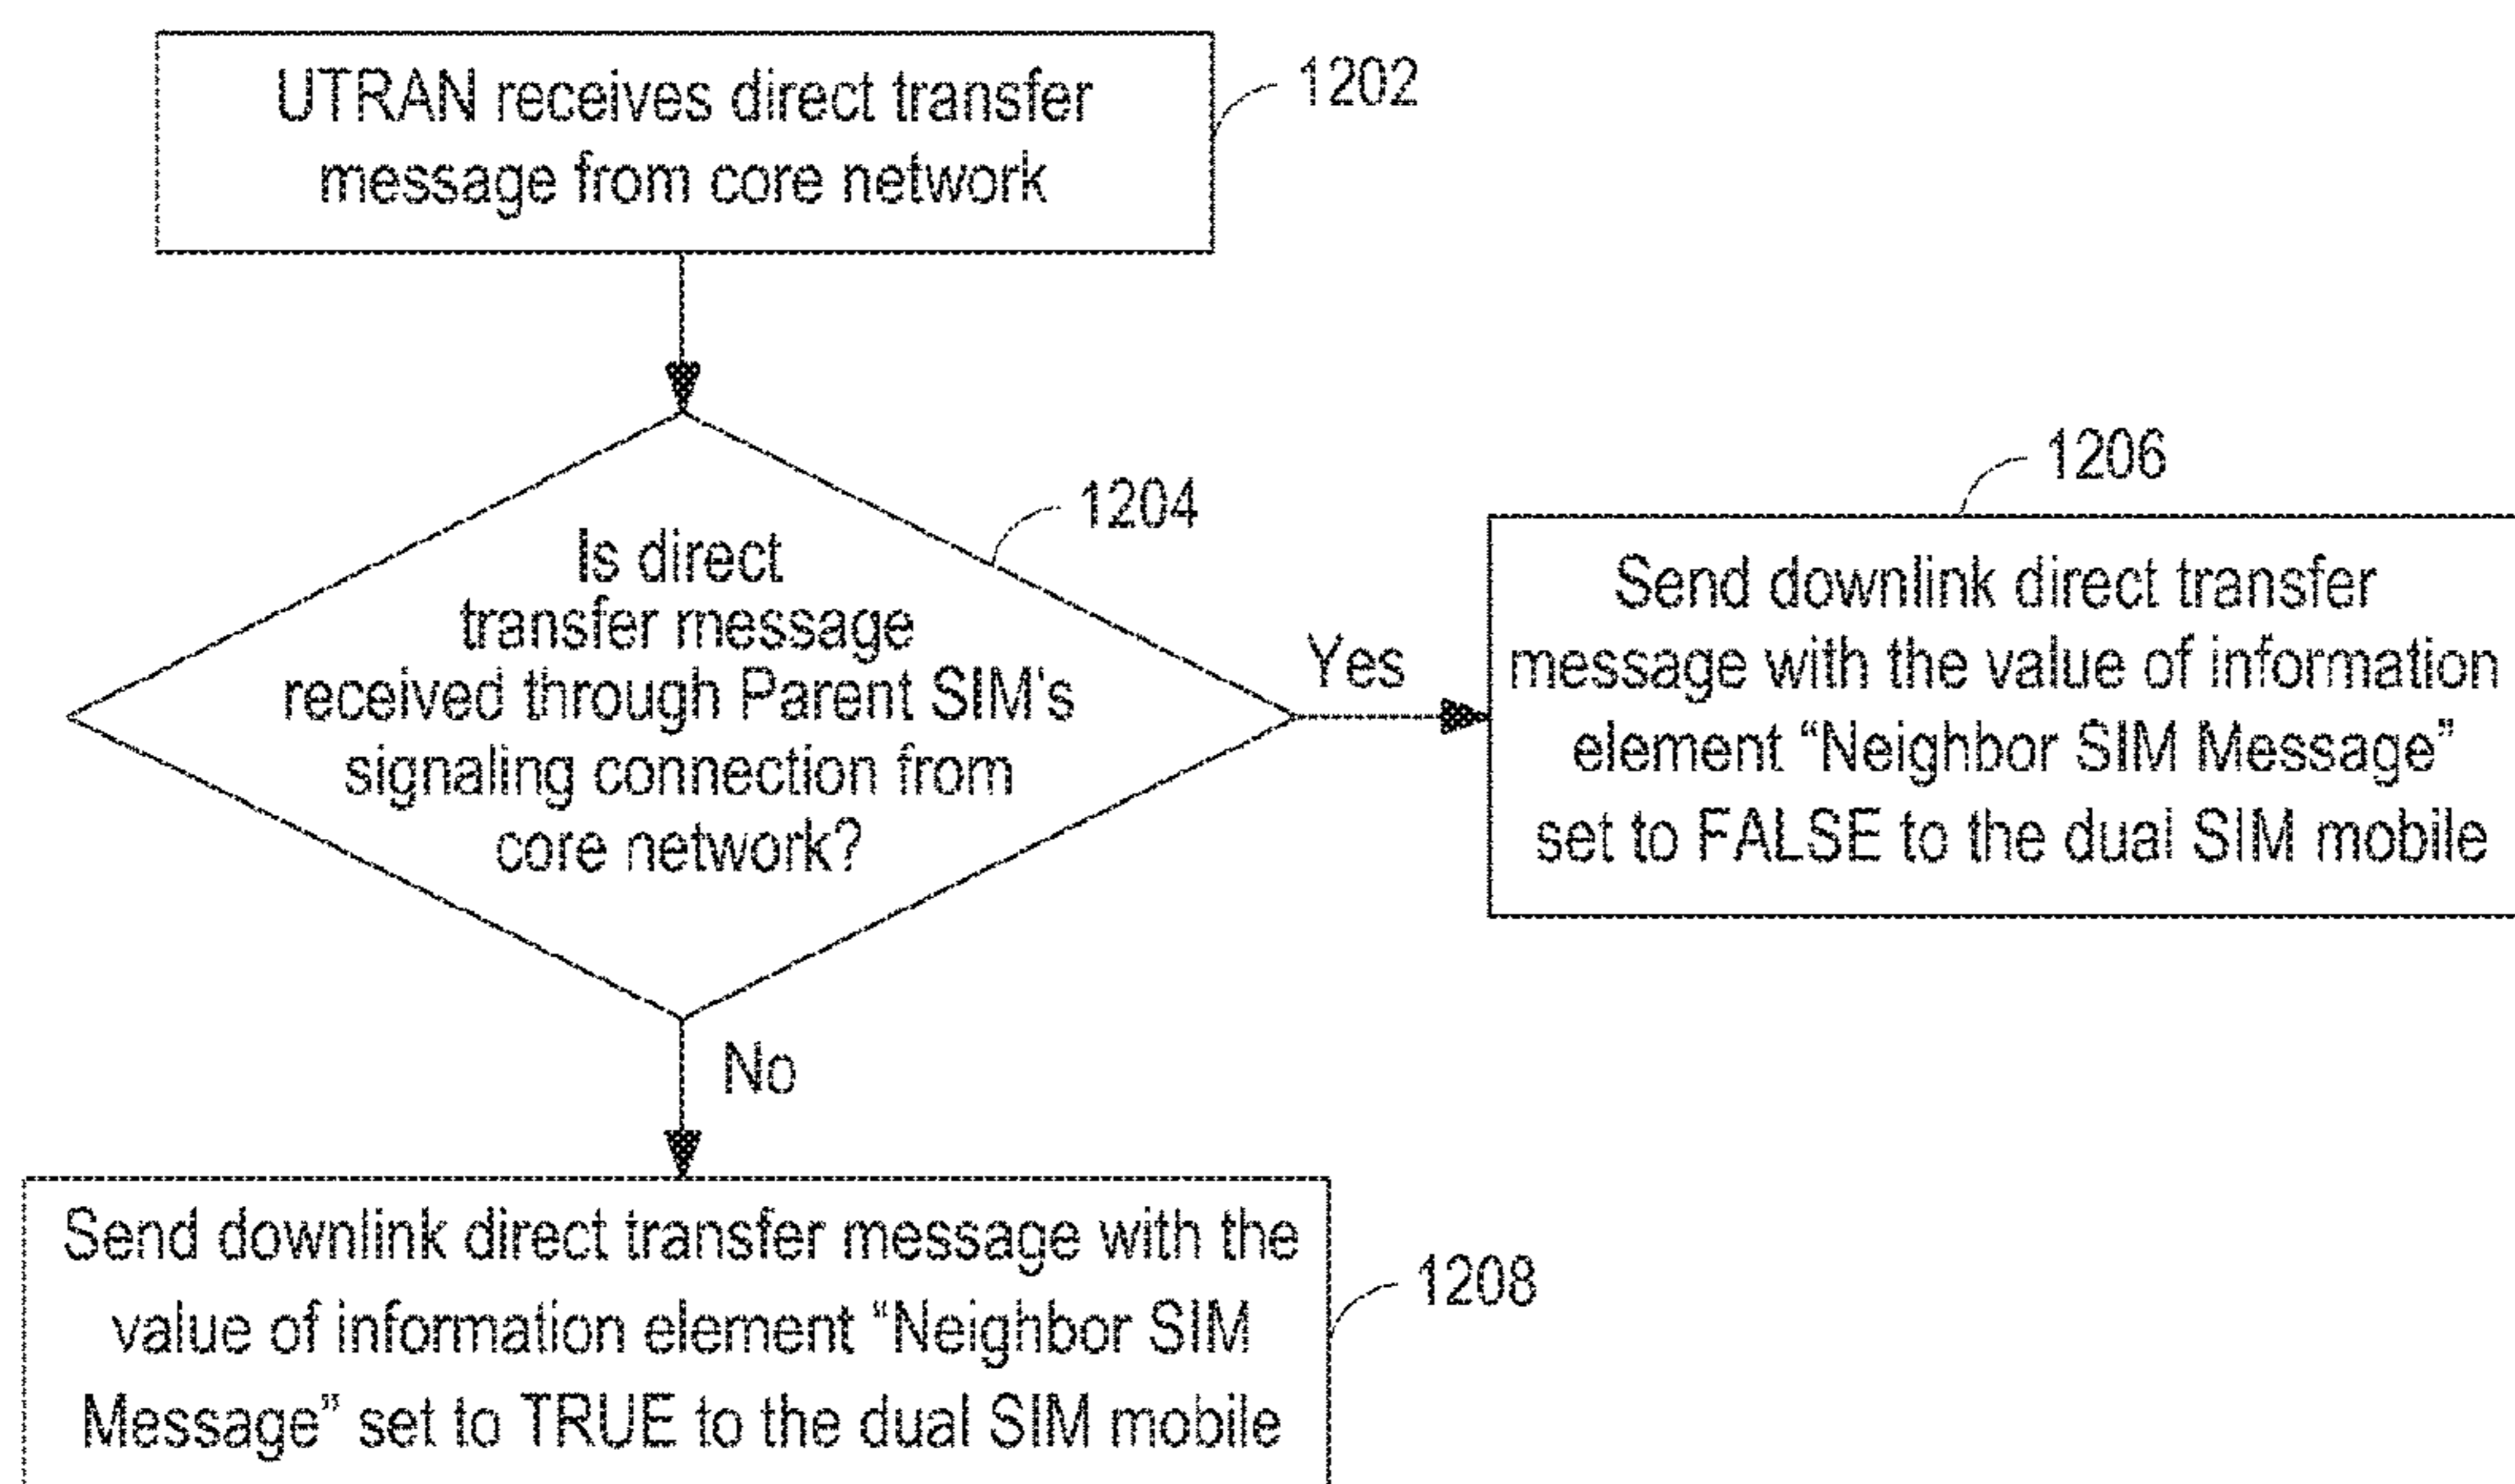 UTRAN receives direct transfer
message from core network
1202
Is direct
transfer message
received through Parent SIM's
signaling connection from
core network?
1204
Yes
1206
Send downlink direct transfer
message with the value of information
element “Neighbor SIM Message”
set to FALSE to the dual SIM mobile
No
Send downlink direct transfer message with the
value of information element “Neighbor SIM
Message” set to TRUE to the dual SIM mobile
1208